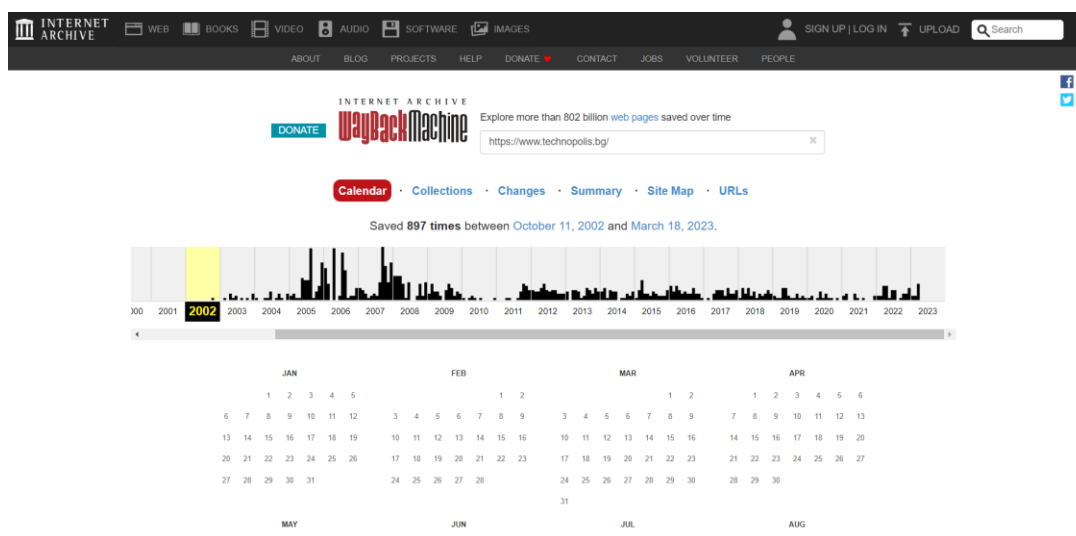 INTERNET ARCHIVE WEB BOOKS VIDEO AUDIO SOFTWARE IMAGES SIGN UP | LOG IN UPLOAD Search
ABOUT BLOG PROJECTS HELP DONATE CONTACT JOBS VOLUNTEER PEOPLE
INTERNET ARCHIVE
DONATE WayBackMachine
Explore more than 802 billion web pages saved over time
https://www.technopolis.bg/ ×
Calendar · Collections · Changes · Summary · Site Map · URLs
Saved 897 times between October 11, 2002 and March 18, 2023.
2001 2002 2003 2004 2005 2006 2007 2008 2009 2010 2011 2012 2013 2014 2015 2016 2017 2018 2019 2020 2021 2022 2023
JAN FEB MAR APR
1 2 3 4 5 1 2 1 2 1 2 3 4 5 6
6 7 8 9 10 11 12 3 4 5 6 7 8 9 3 4 5 6 7 8 9 7 8 9 10 11 12 13
13 14 15 16 17 18 19 10 11 12 13 14 15 16 10 11 12 13 14 15 16 14 15 16 17 18 19 20
20 21 22 23 24 25 26 17 18 19 20 21 22 23 17 18 19 20 21 22 23 21 22 23 24 25 26 27
27 28 29 30 31 24 25 26 27 28 24 25 26 27 28 29 30 28 29 30
31
MAY JUN JUL AUG